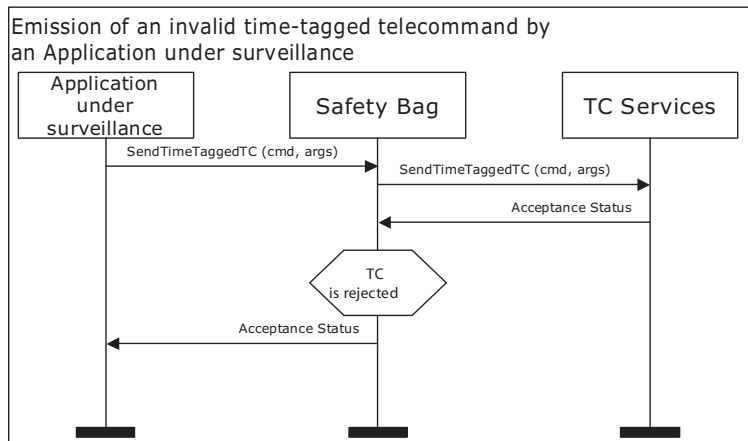 Emission of an invalid time-tagged telecommand by
an Application under surveillance
Application
under
surveillance
Safety Bag
TC Services
SendTimeTaggedTC (cmd, args)
SendTimeTaggedTC (cmd, args)
Acceptance Status
TC
is rejected
Acceptance Status